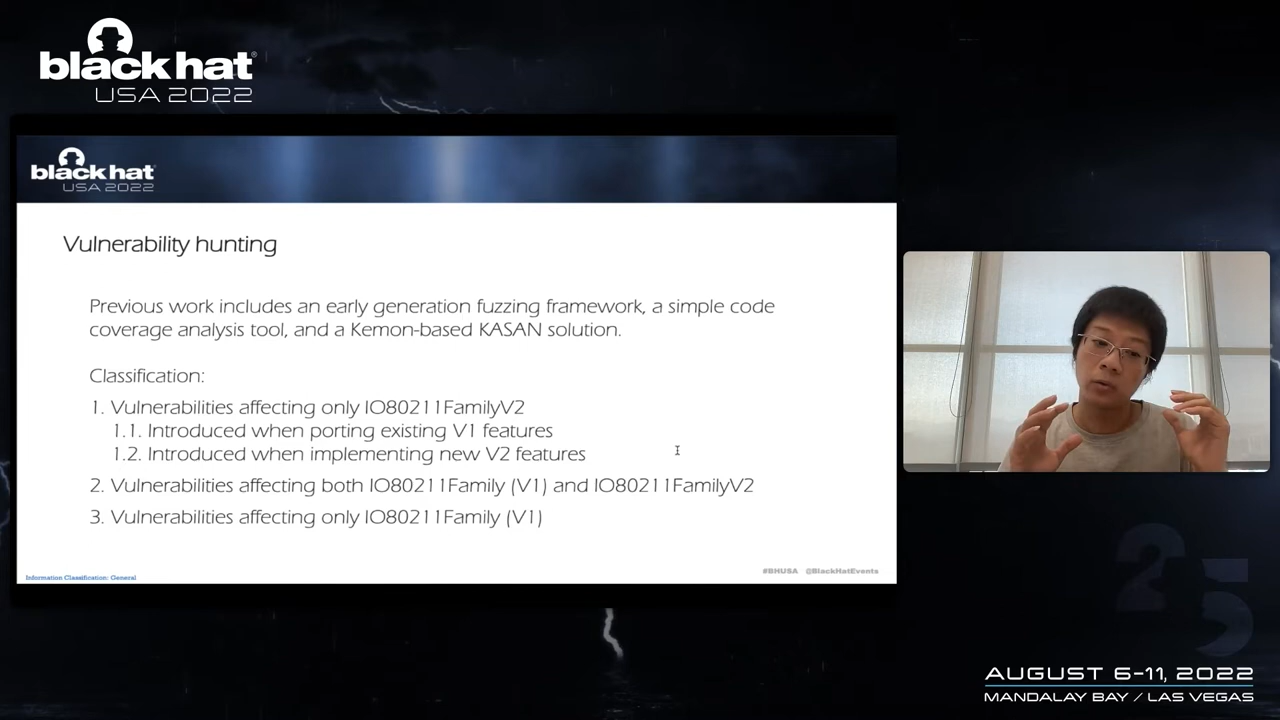 black hat®
USA 2022
black hat
USA 2022
Vulnerability hunting
Previous work includes an early generation fuzzing framework, a simple code
coverage analysis tool, and a Kemon-based KASAN solution.
Classification:
1. Vulnerabilities affecting only IO80211FamilyV2
1.1. Introduced when porting existing V1 features
1.2. Introduced when implementing new V2 features
2. Vulnerabilities affecting both IO80211Family (V1) and IO80211FamilyV2
3. Vulnerabilities affecting only IO80211Family (V1)
Information Classification: General
#BHUSA @BlackHatEvents
25
AUGUST 6-11, 2022
MANDALAY BAY / LAS VEGAS